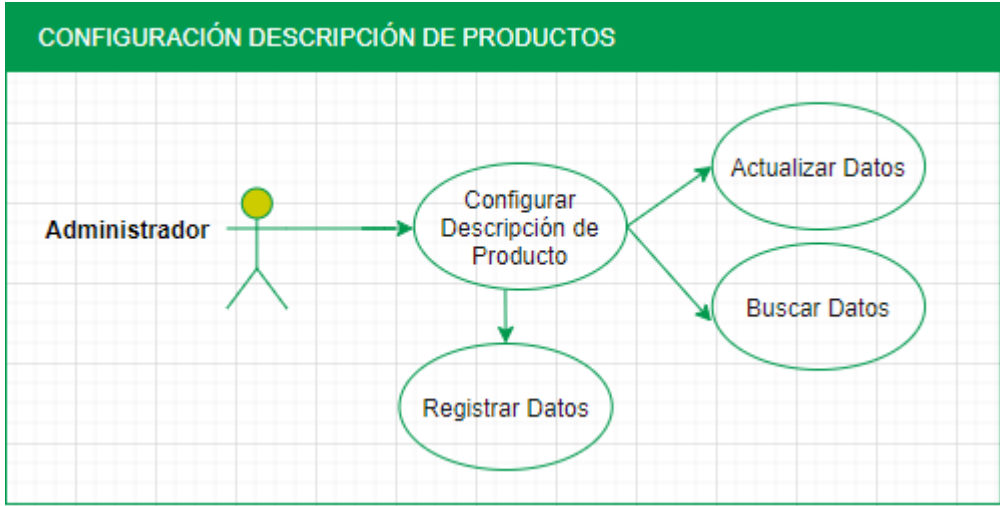 CONFIGURACIÓN DESCRIPCIÓN DE PRODUCTOS
Administrador
Configurar
Descripción de
Producto
Actualizar Datos
Buscar Datos
Registrar Datos